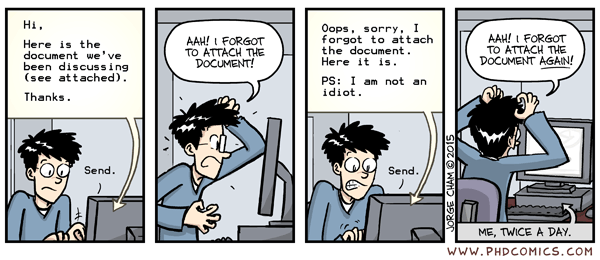 Hi,
Here is the
document we've
been discussing
(see attached).
Thanks.
Send.
AAH! I FORGOT
TO ATTACH THE
DOCUMENT!
Oops, sorry, I
forgot to attach
the document.
Here it is.
PS: I am not an
idiot.
Send.
AAH! I FORGOT
TO ATTACH THE
DOCUMENT AGAIN!
JORGE CHAM © 2015
ME, TWICE A DAY.
WWW.PHDCOMICS.COM